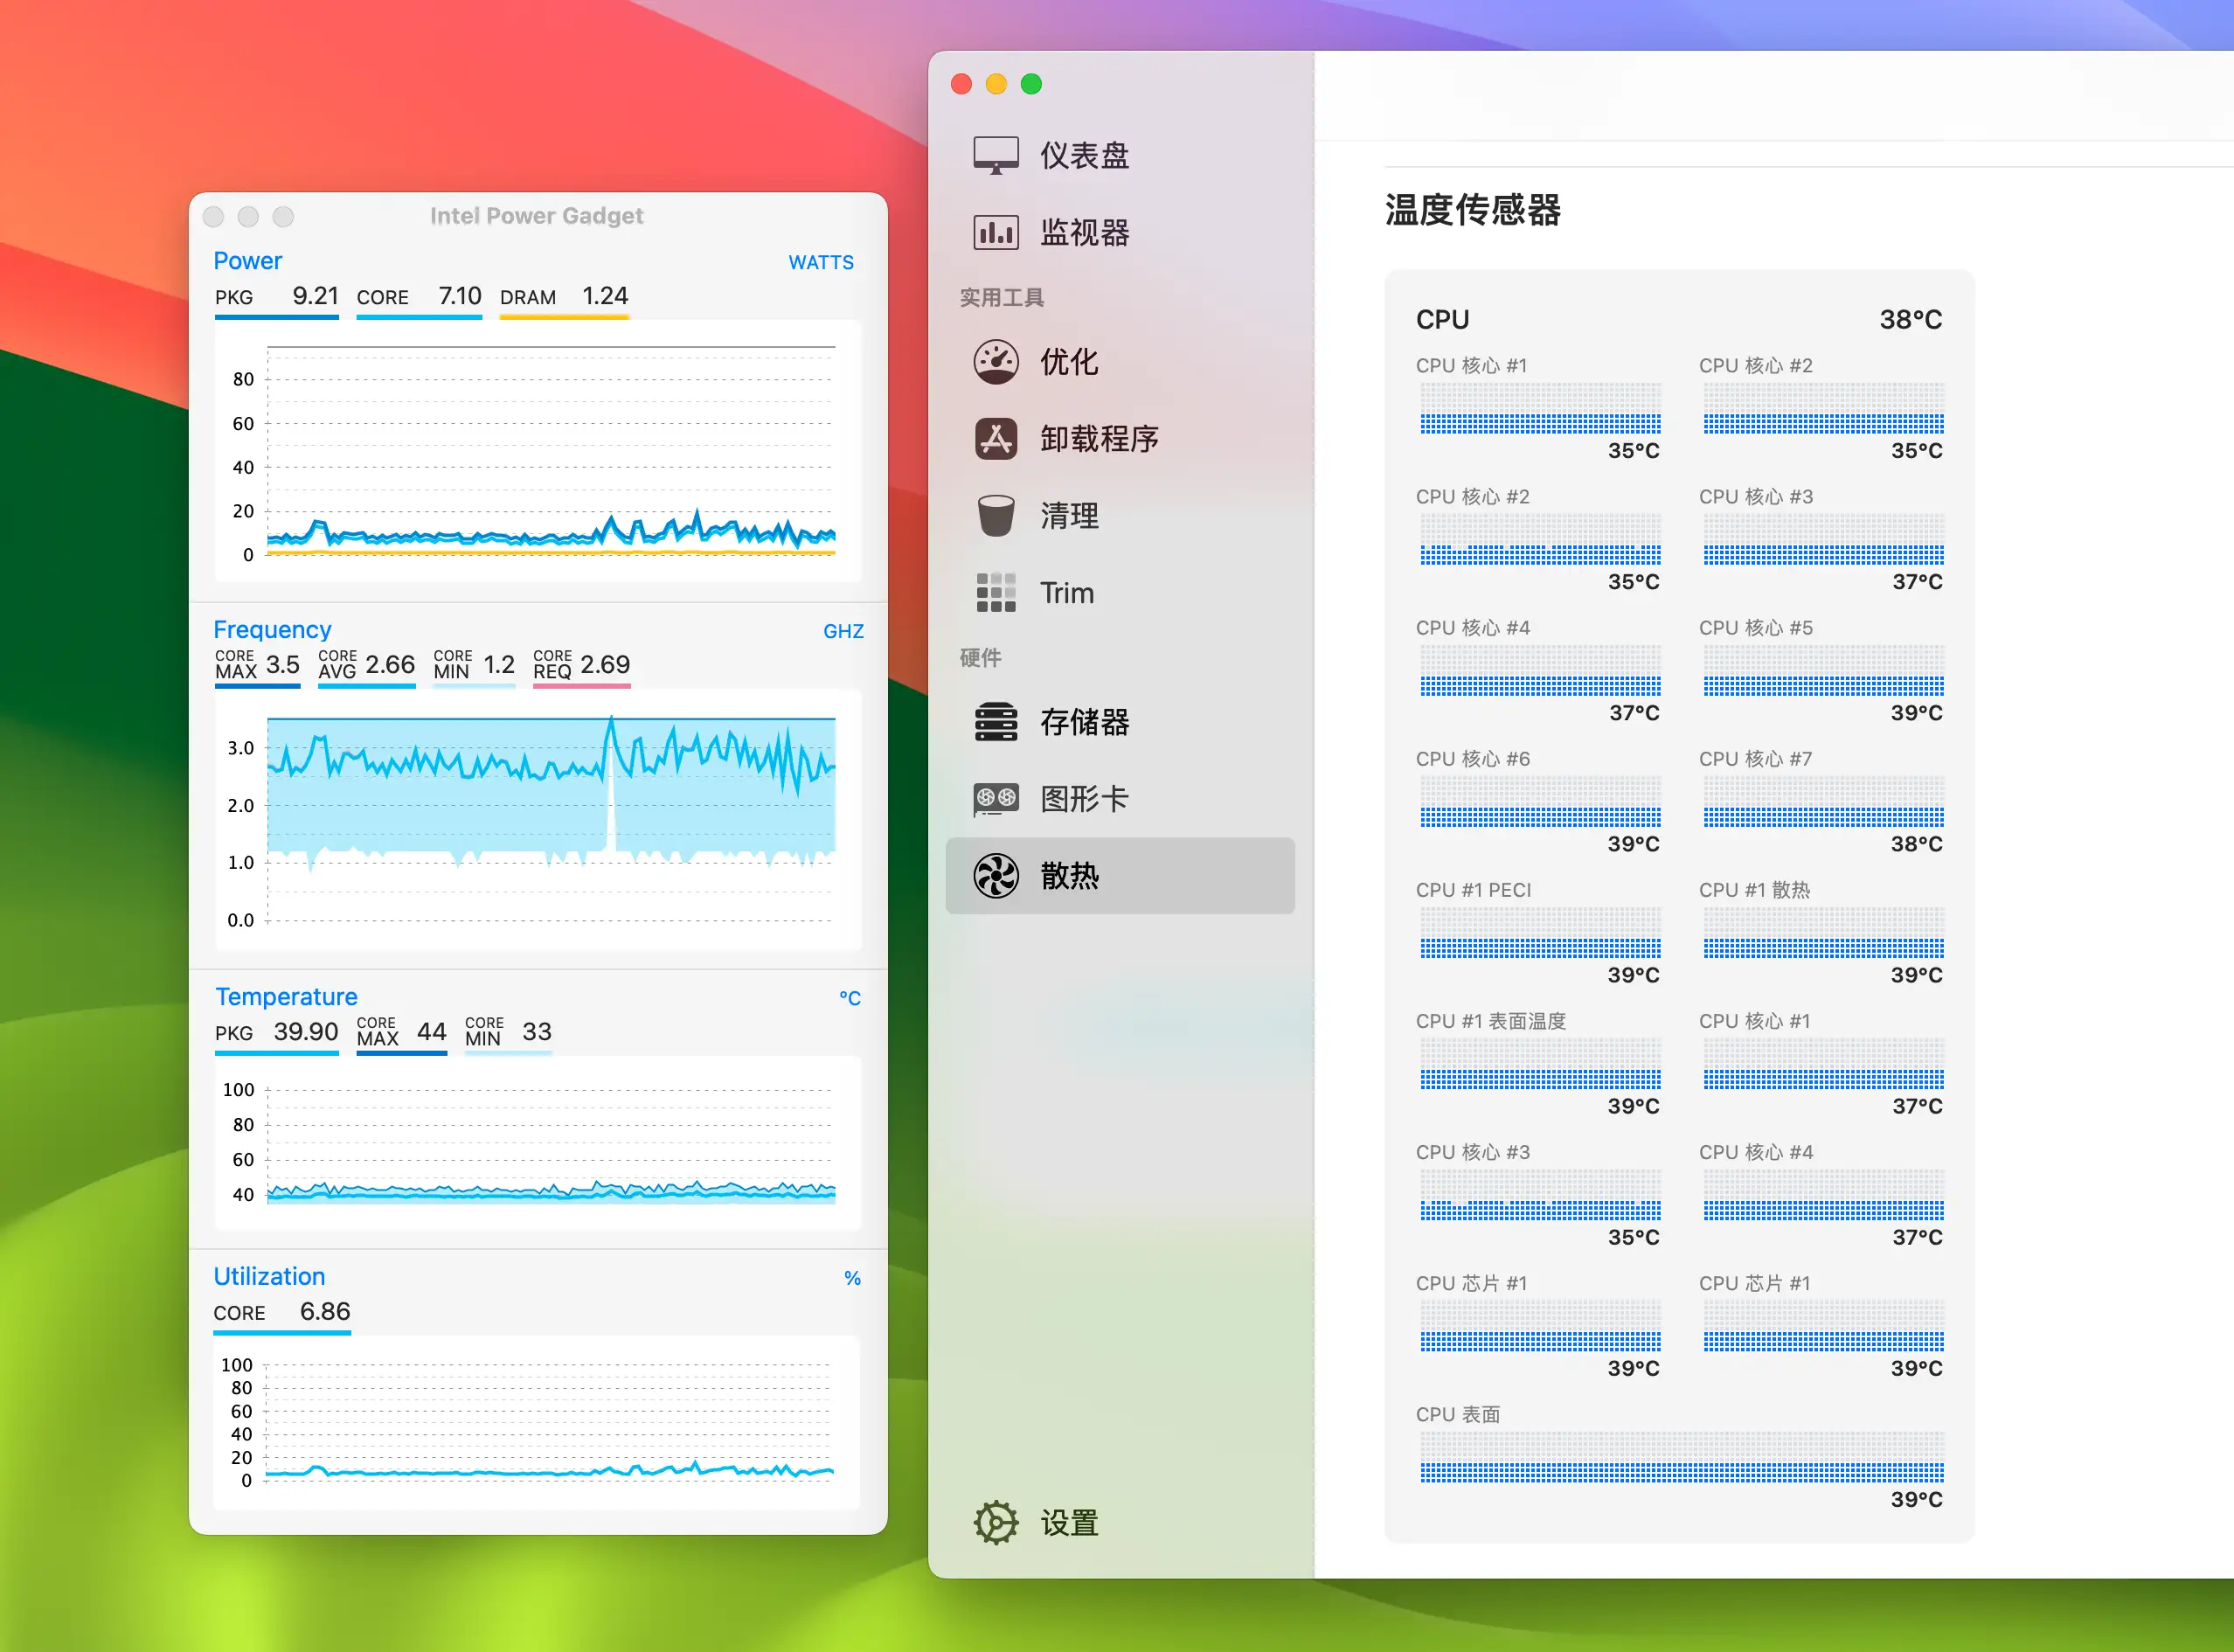 Intel Power Gadget
Power WATTS
PKG 9.21 CORE 7.10 DRAM 1.24
80
60
40
20
0
Frequency GHZ
CORE MAX 3.5 CORE AVG 2.66 CORE MIN 1.2 CORE REQ 2.69
3.0
2.0
1.0
0.0
Temperature °C
PKG 39.90 CORE MAX 44 CORE MIN 33
100
80
60
40
Utilization %
CORE 6.86
100
80
60
40
20
0
仪表盘
监视器
实用工具
优化
卸载程序
清理
Trim
硬件
存储器
图形卡
散热
设置
温度传感器
CPU 38°C
CPU 核心 #1 CPU 核心 #2
35°C 35°C
CPU 核心 #2 CPU 核心 #3
35°C 37°C
CPU 核心 #4 CPU 核心 #5
37°C 39°C
CPU 核心 #6 CPU 核心 #7
39°C 38°C
CPU #1 PECI CPU #1 散热
39°C 39°C
CPU #1 表面温度 CPU 核心 #1
39°C 37°C
CPU 核心 #3 CPU 核心 #4
35°C 37°C
CPU 芯片 #1 CPU 芯片 #1
39°C 39°C
CPU 表面
39°C